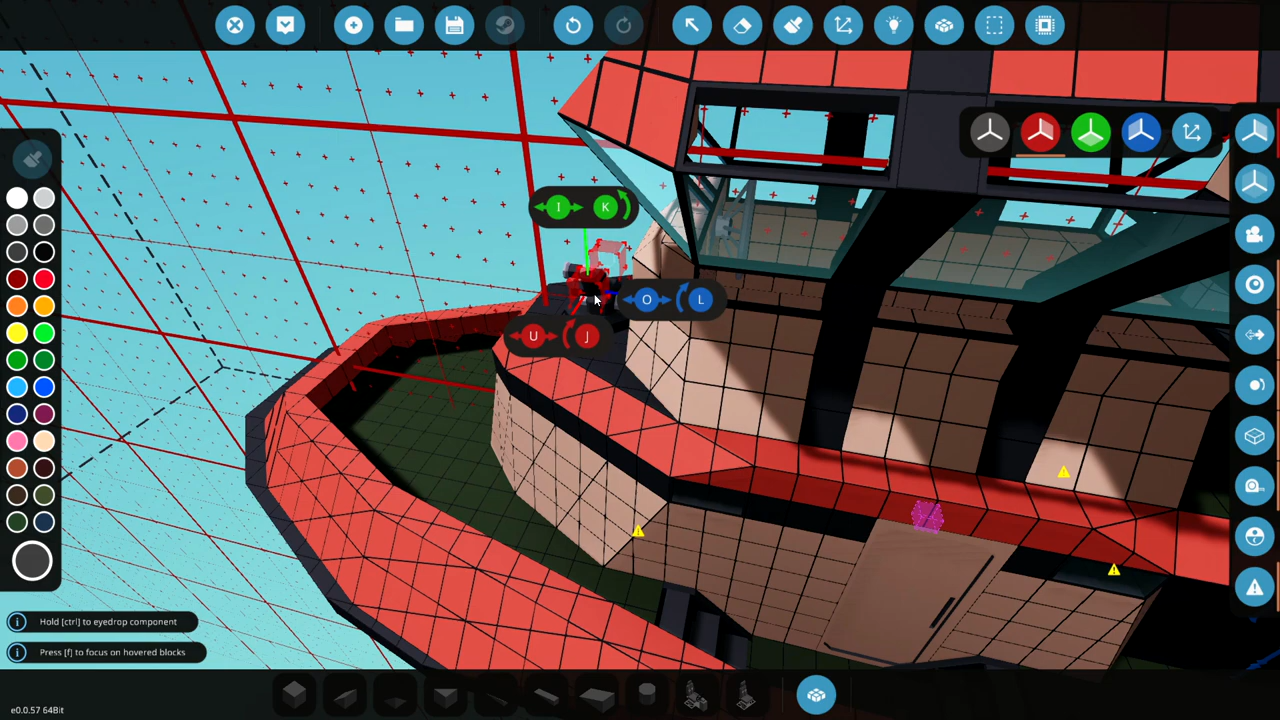 I K
O L
U J
Hold [ctrl] to eyedrop component
Press [f] to focus on hovered blocks
e0.0.57 64Bit